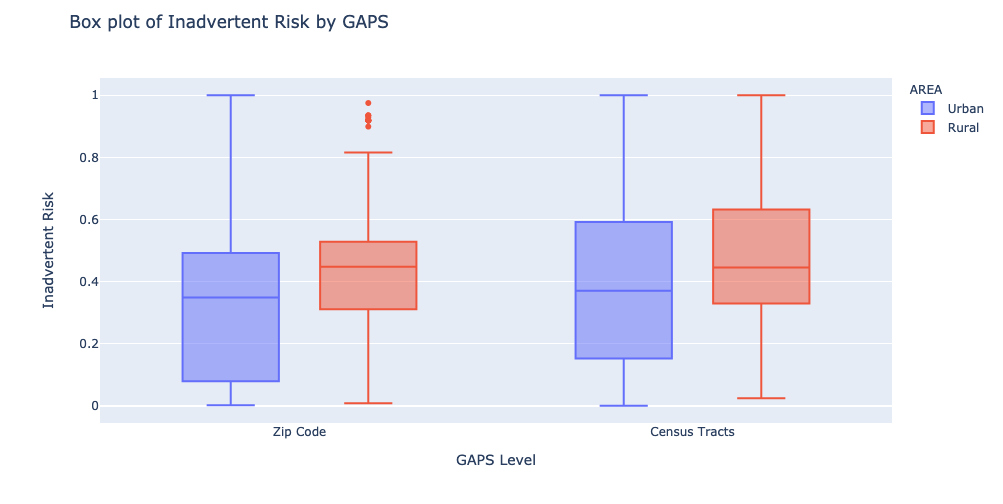 Box plot of Inadvertent Risk by GAPS
AREA
Urban
Rural
1
0.8
0.6
0.4
0.2
0
Inadvertent Risk
Zip Code
Census Tracts
GAPS Level